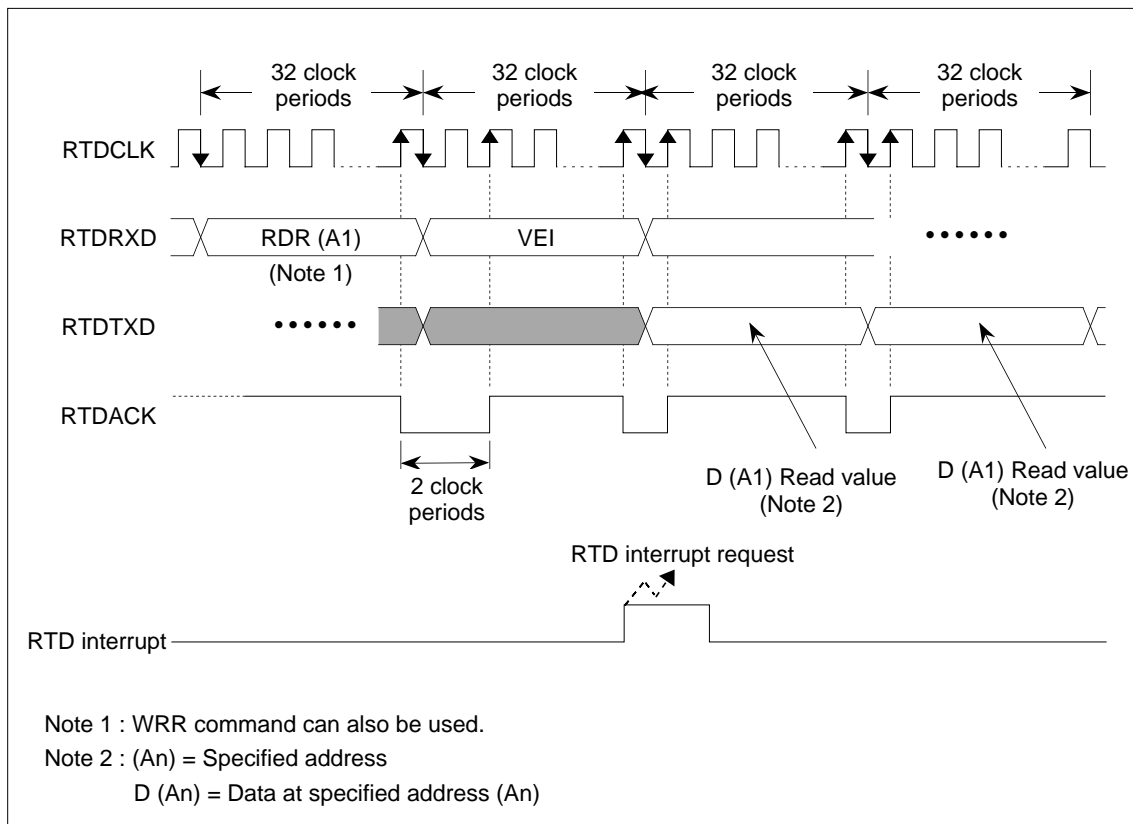 32 clock
periods
32 clock
periods
32 clock
periods
32 clock
periods
RTDCLK
RTDRXD
RDR (A1)
(Note 1)
VEI
RTDTXD
RTDACK
2 clock
periods
D (A1) Read value
(Note 2)
D (A1) Read value
(Note 2)
RTD interrupt request
RTD interrupt
Note 1 : WRR command can also be used.
Note 2 : (An) = Specified address
D (An) = Data at specified address (An)